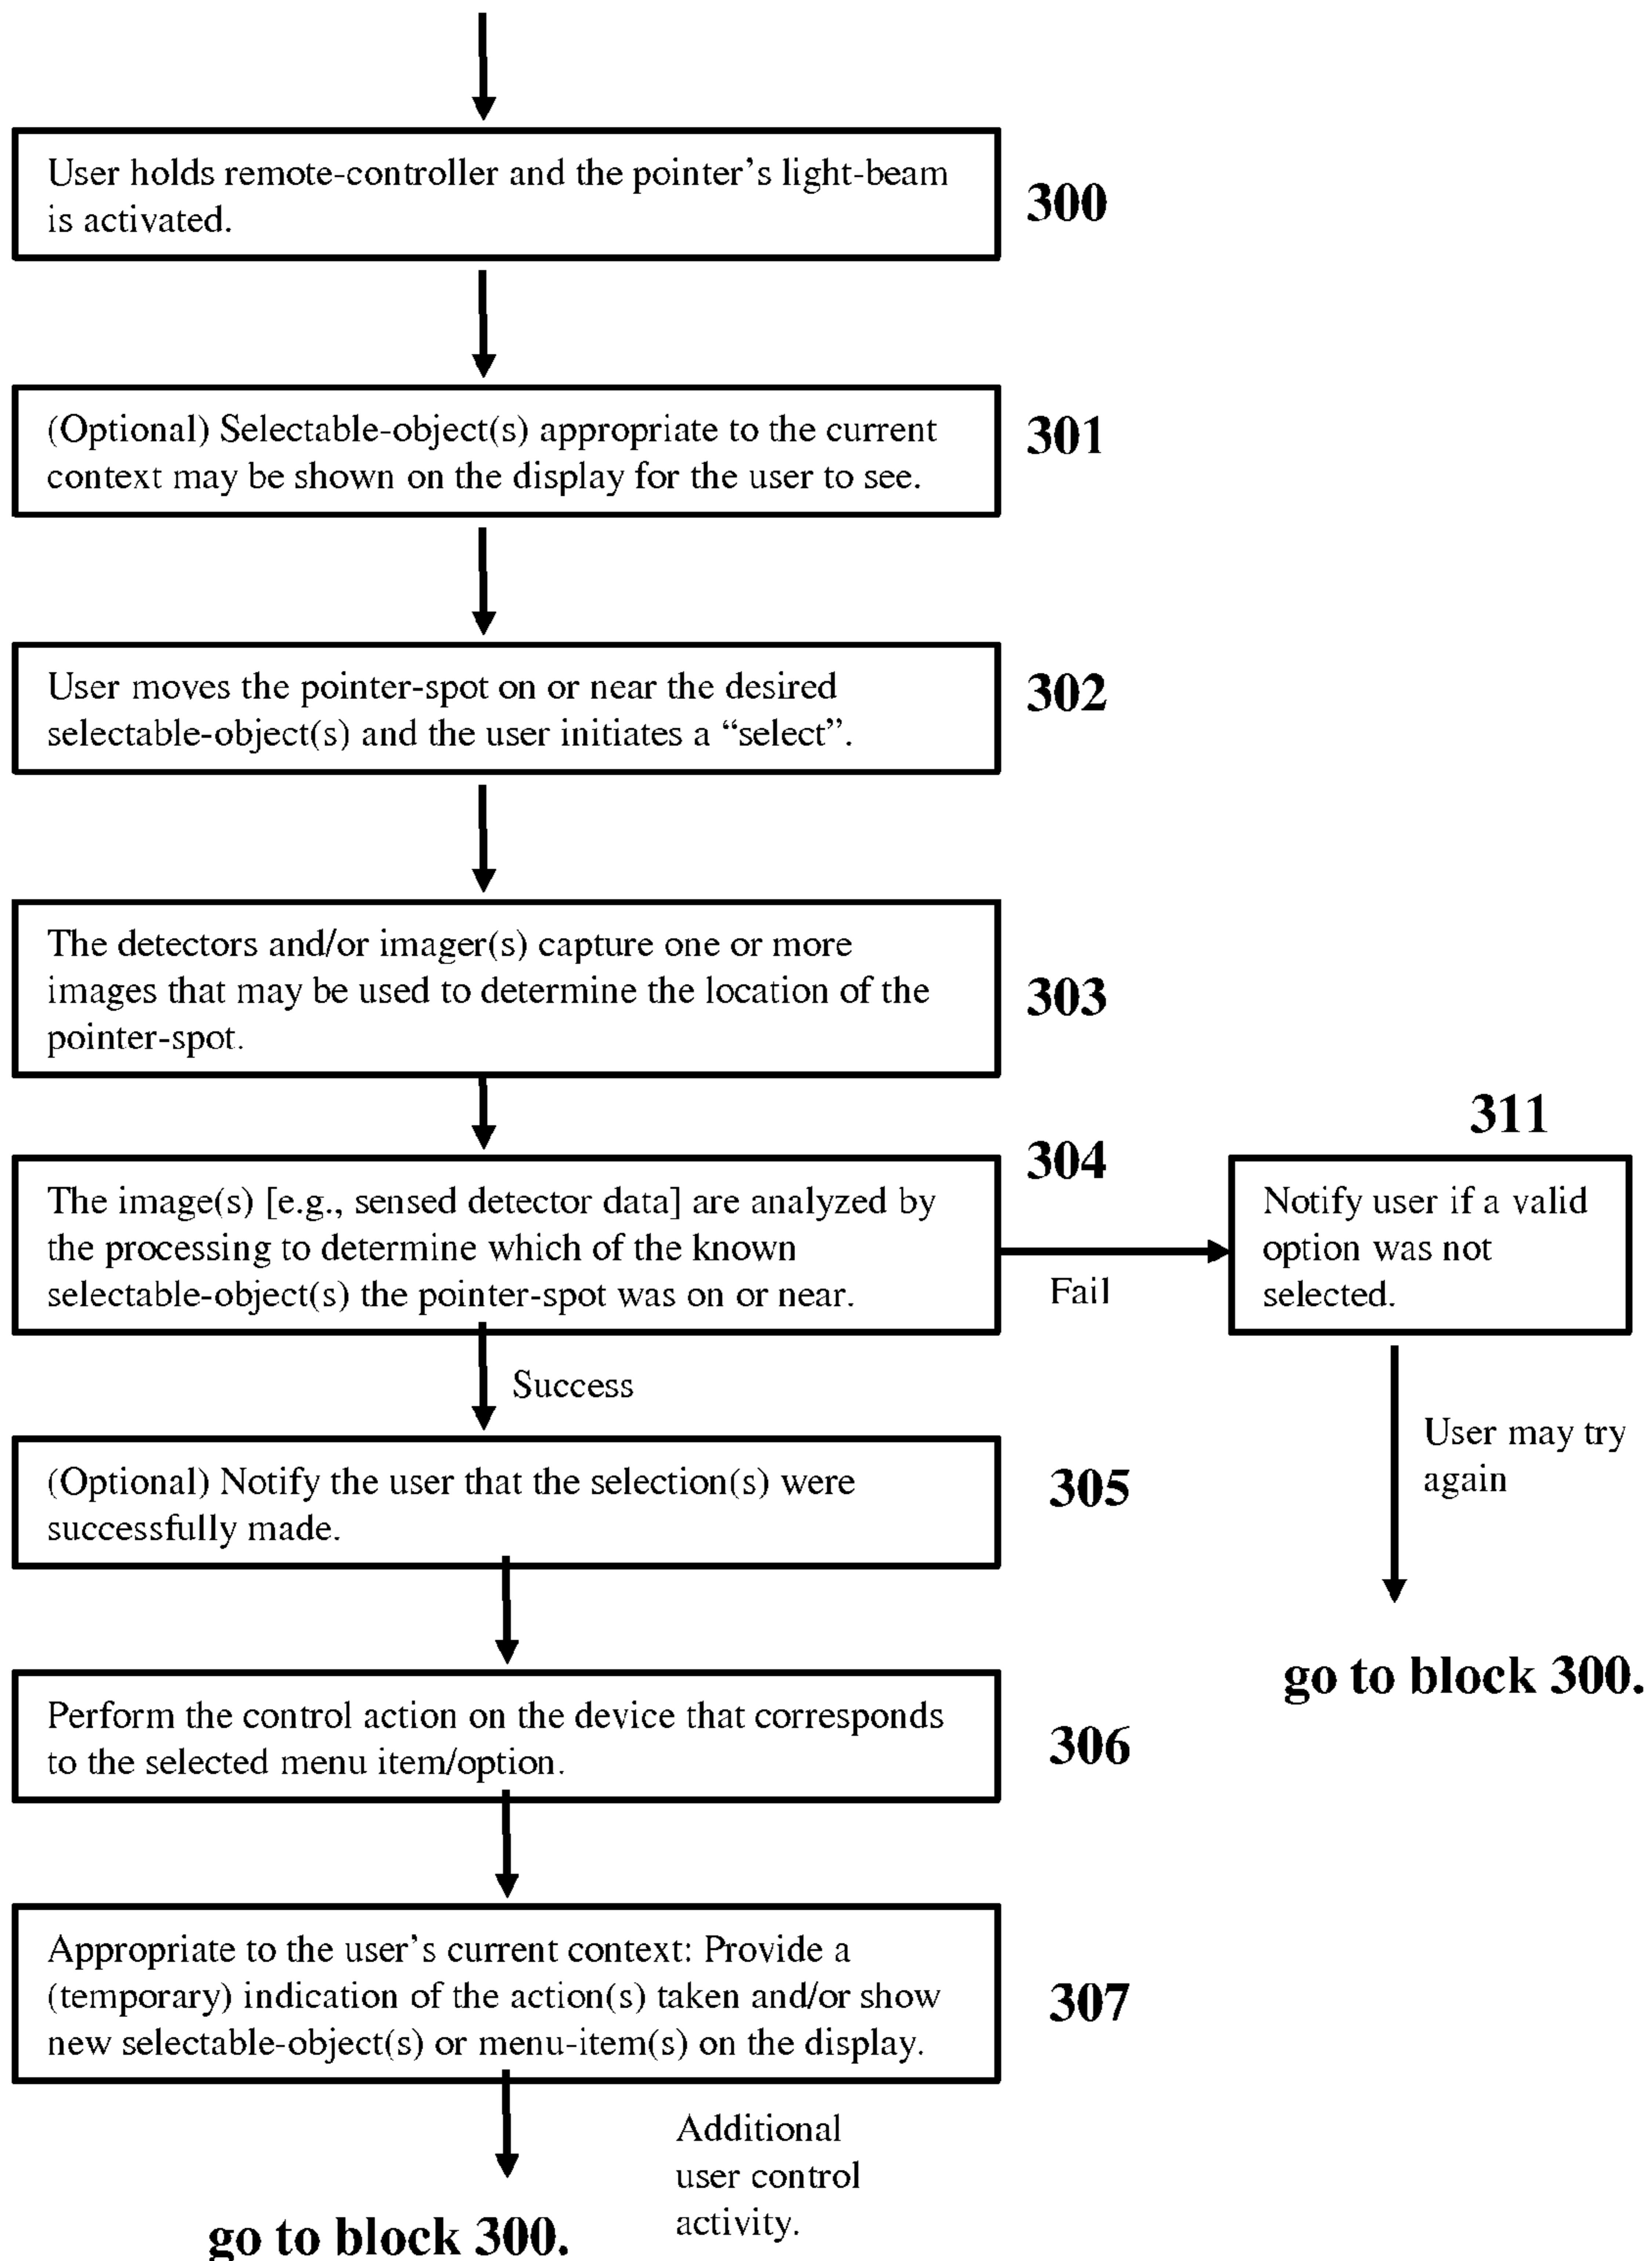 User holds remote-controller and the pointer’s light-beam
is activated.
300
(Optional) Selectable-object(s) appropriate to the current
context may be shown on the display for the user to see.
301
User moves the pointer-spot on or near the desired
selectable-object(s) and the user initiates a “select”.
302
The detectors and/or imager(s) capture one or more
images that may be used to determine the location of the
pointer-spot.
303
The image(s) [e.g., sensed detector data] are analyzed by
the processing to determine which of the known
selectable-object(s) the pointer-spot was on or near.
304
Fail
311
Notify user if a valid
option was not
selected.
User may try
again
go to block 300.
Success
(Optional) Notify the user that the selection(s) were
successfully made.
305
Perform the control action on the device that corresponds
to the selected menu item/option.
306
Appropriate to the user’s current context: Provide a
(temporary) indication of the action(s) taken and/or show
new selectable-object(s) or menu-item(s) on the display.
307
Additional
user control
activity.
go to block 300.